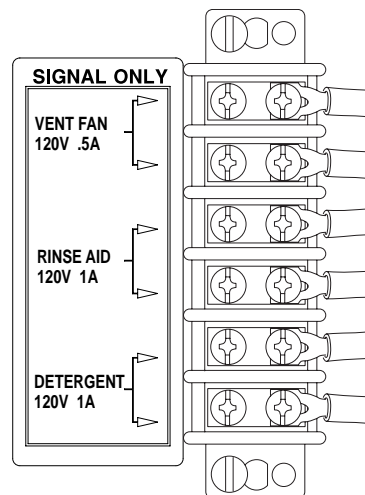 SIGNAL ONLY
VENT FAN
120V .5A
RINSE AID
120V 1A
DETERGENT
120V 1A